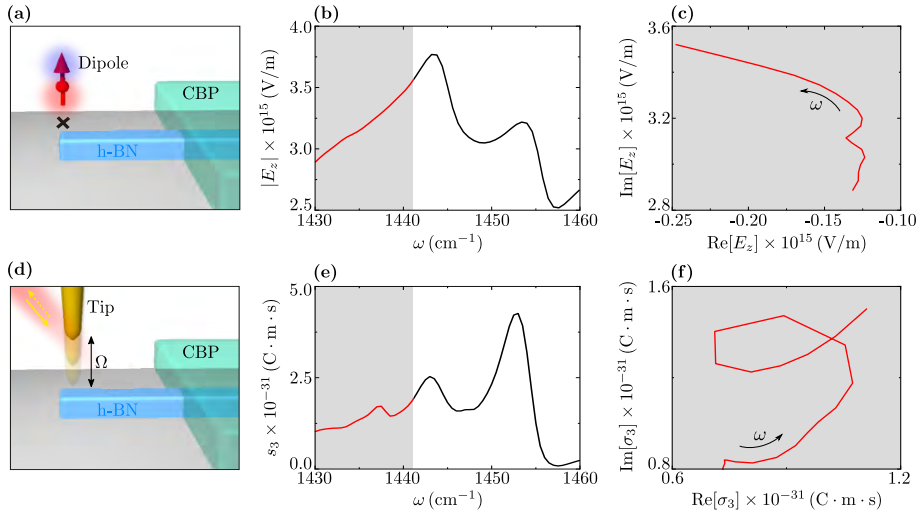 (a)
Dipole
CBP
h-BN
(b)
|E_z| × 10^15 (V/m)
4.0
3.5
3.0
2.5
1430
1440
1450
1460
ω (cm⁻¹)
(c)
Im[E_z] × 10^15 (V/m)
3.6
3.2
2.8
ω
-0.25
-0.20
-0.15
-0.10
Re[E_z] × 10^15 (V/m)
(d)
Tip
Ω
CBP
h-BN
(e)
s_3 × 10^-31 (C · m · s)
5.0
2.5
0.0
1430
1440
1450
1460
ω (cm⁻¹)
(f)
Im[σ_3] × 10^-31 (C · m · s)
1.6
0.8
ω
0.6
1.2
Re[σ_3] × 10^-31 (C · m · s)